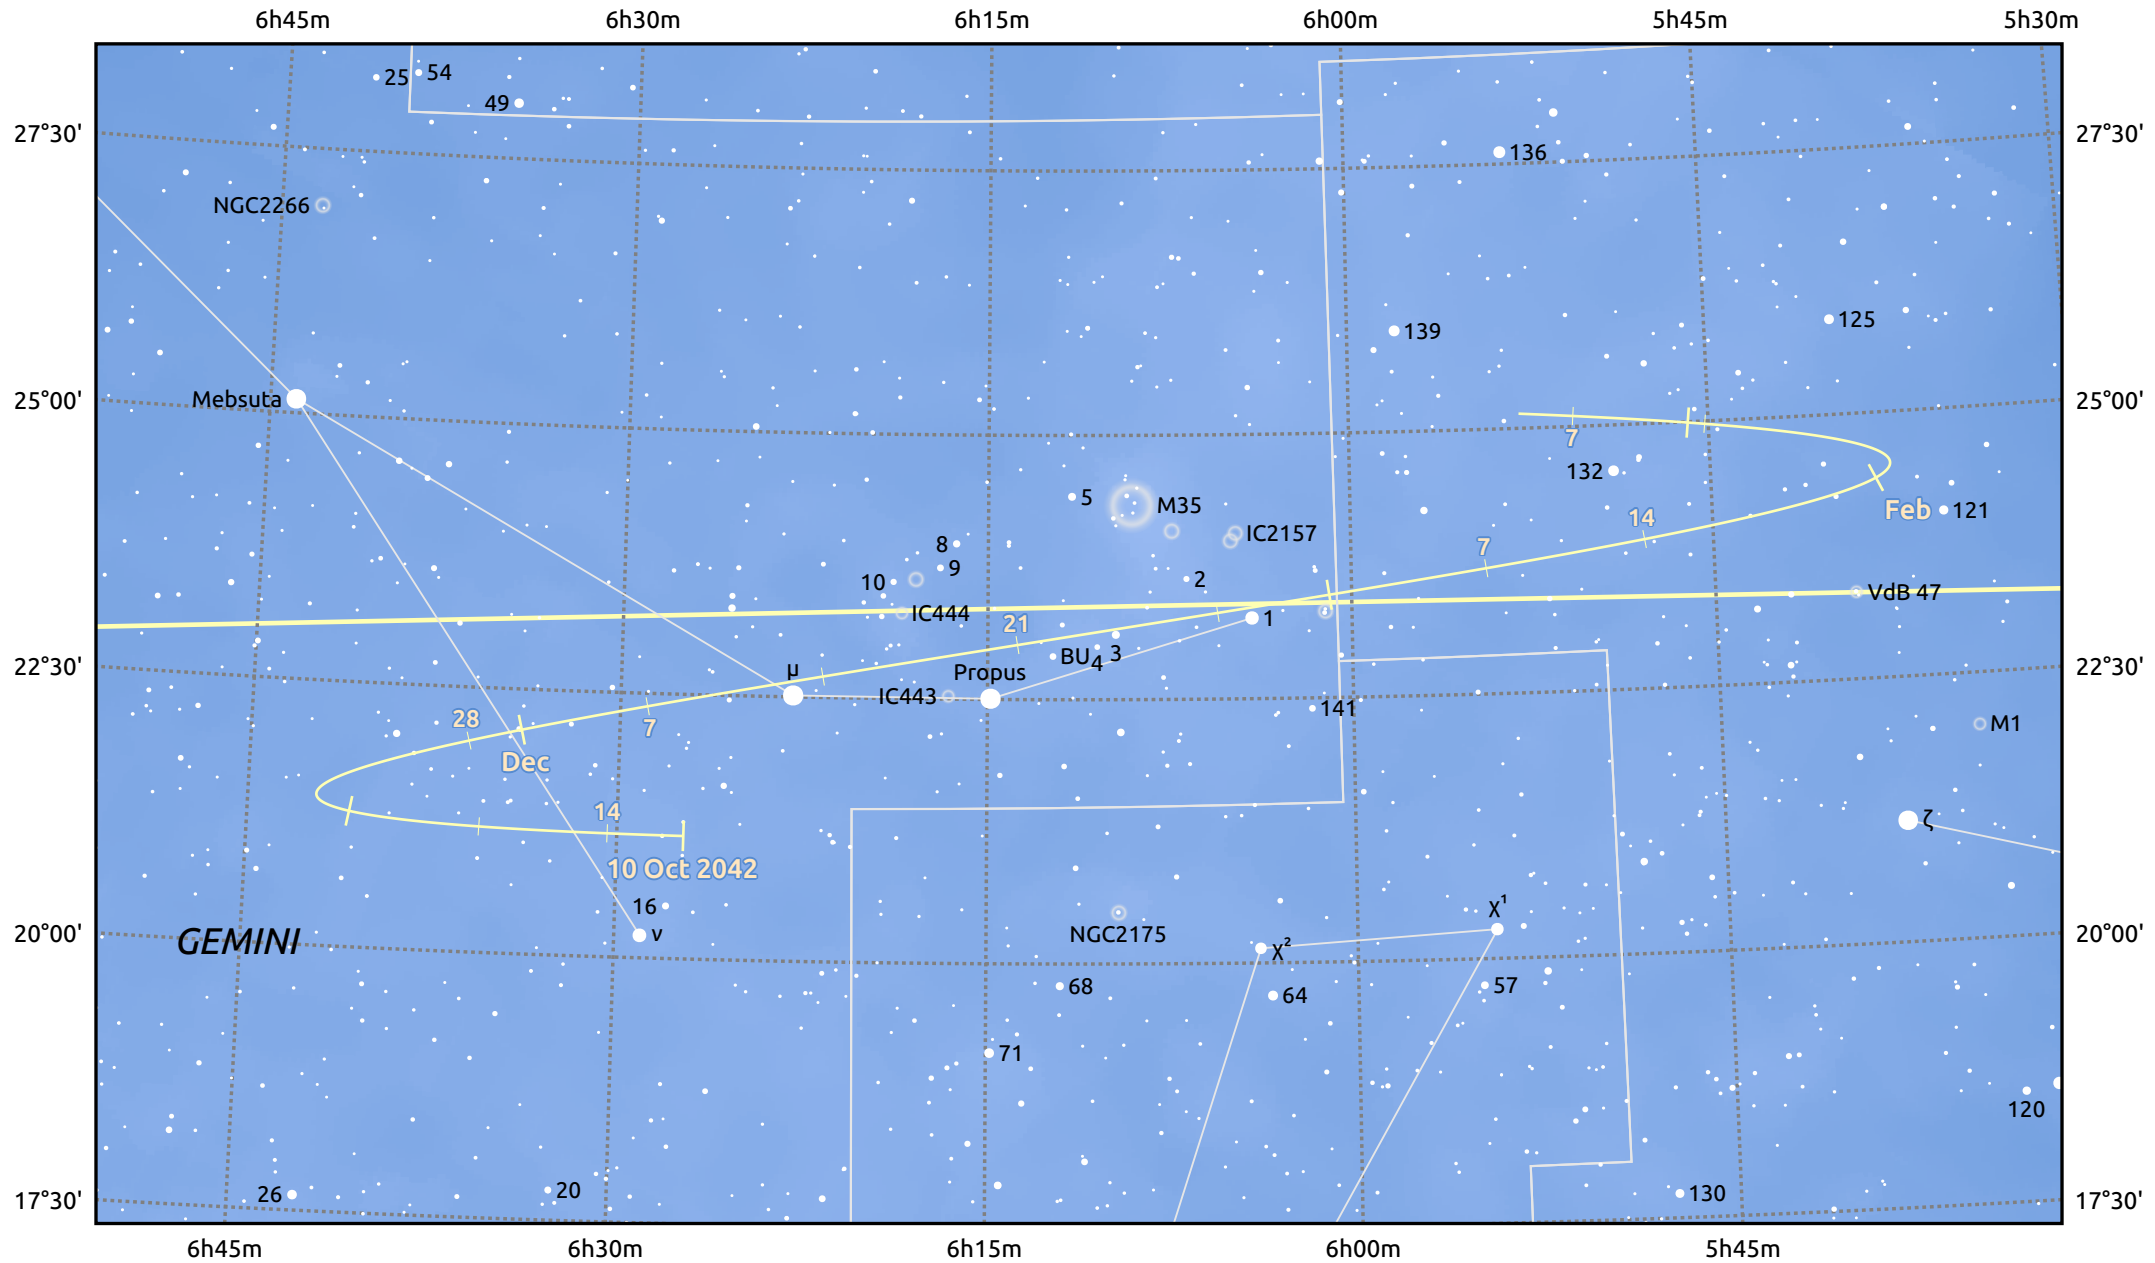 6h45m 6h30m 6h15m 6h00m 5h45m 5h30m
25 54
49
27°30' 27°30'
136
NGC2266
125
139
Mebsuta
25°00' 25°00'
7
132
5 M35
Feb 121
14
IC2157
8
7
9
2
10
VdB 47
IC444
1
21
3
BU 4
22°30' 22°30'
µ Propus
IC443
141
28 7
M1
Dec
14
ζ
10 Oct 2042
16
χ¹
ν
NGC2175
20°00' 20°00'
GEMINI
χ²
57
68
64
71
120
26
20
130
17°30' 17°30'
6h45m 6h30m 6h15m 6h00m 5h45m